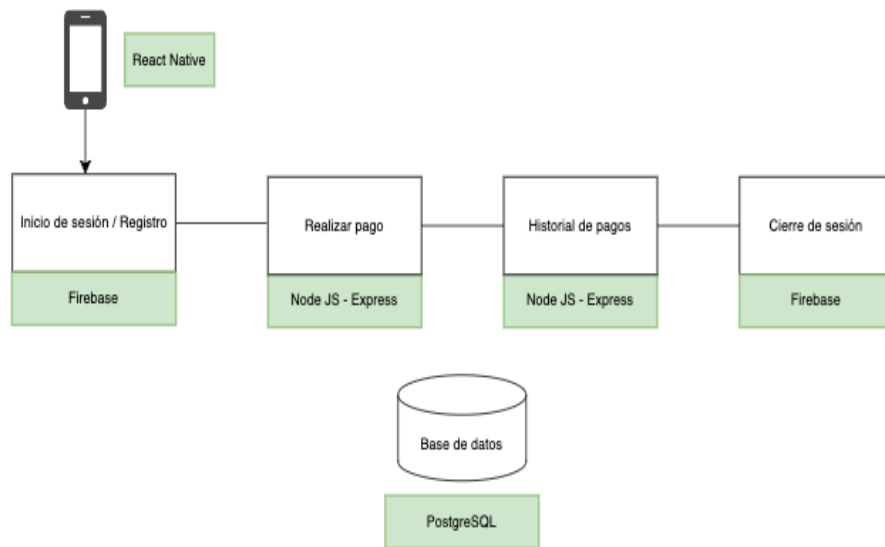 React Native
Inicio de sesión / Registro
Realizar pago
Historial de pagos
Cierre de sesión
Firebase
Node JS - Express
Node JS - Express
Firebase
Base de datos
PostgreSQL